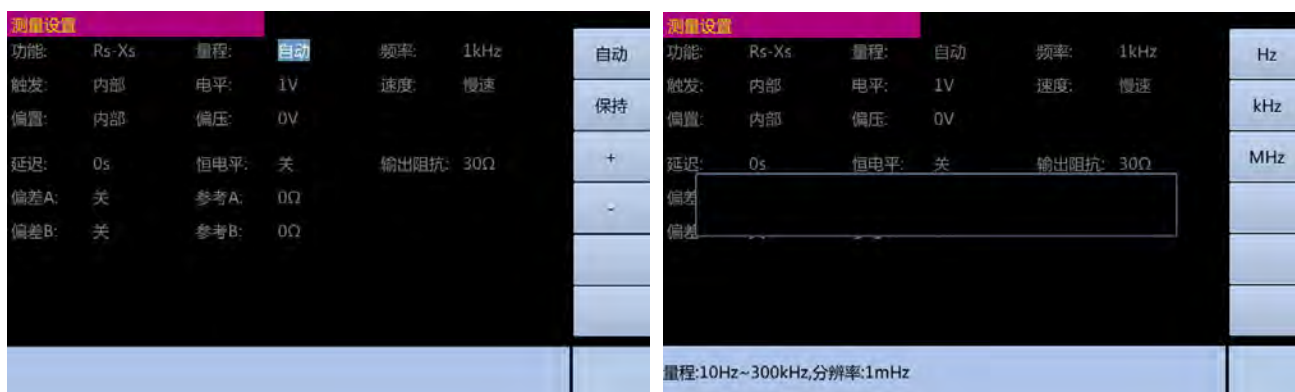 测量设置
功能: Rs-Xs 量程: 自动 频率: 1kHz
触发: 内部 电平: 1V 速度: 慢速
偏置: 内部 偏压: 0V
延迟: 0s 恒电平: 关 输出阻抗: 30Ω
偏差A: 关 参考A: 0Ω
偏差B: 关 参考B: 0Ω
自动
保持
+
-
测量设置
功能: Rs-Xs 量程: 自动 频率: 1kHz
触发: 内部 电平: 1V 速度: 慢速
偏置: 内部 偏压: 0V
延迟: 0s 恒电平: 关 输出阻抗: 30Ω
偏差
偏差
Hz
kHz
MHz
量程:10Hz~300kHz,分辨率:1mHz